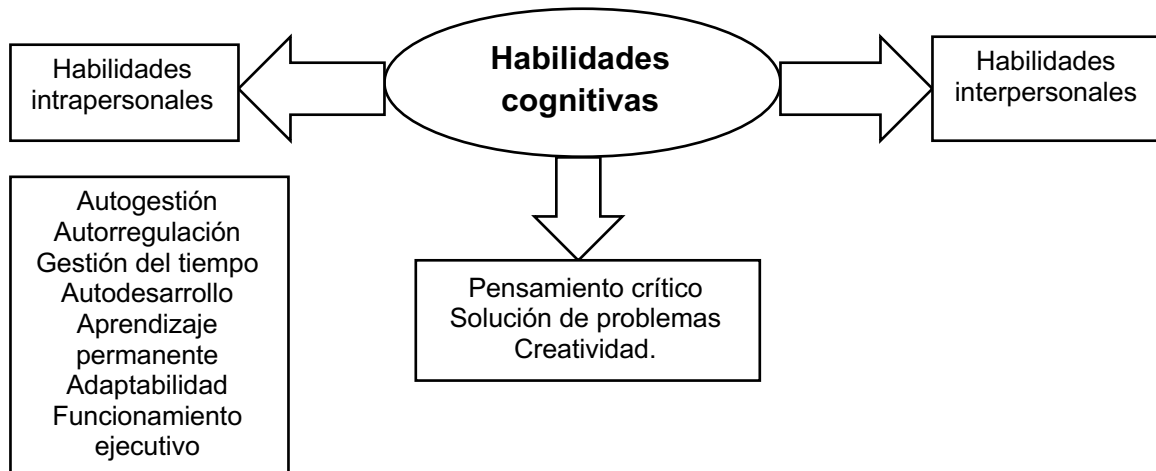 Habilidades
cognitivas
Habilidades
intrapersonales
Habilidades
interpersonales
Autogestión
Autorregulación
Gestión del tiempo
Autodesarrollo
Aprendizaje
permanente
Adaptabilidad
Funcionamiento
ejecutivo
Pensamiento crítico
Solución de problemas
Creatividad.